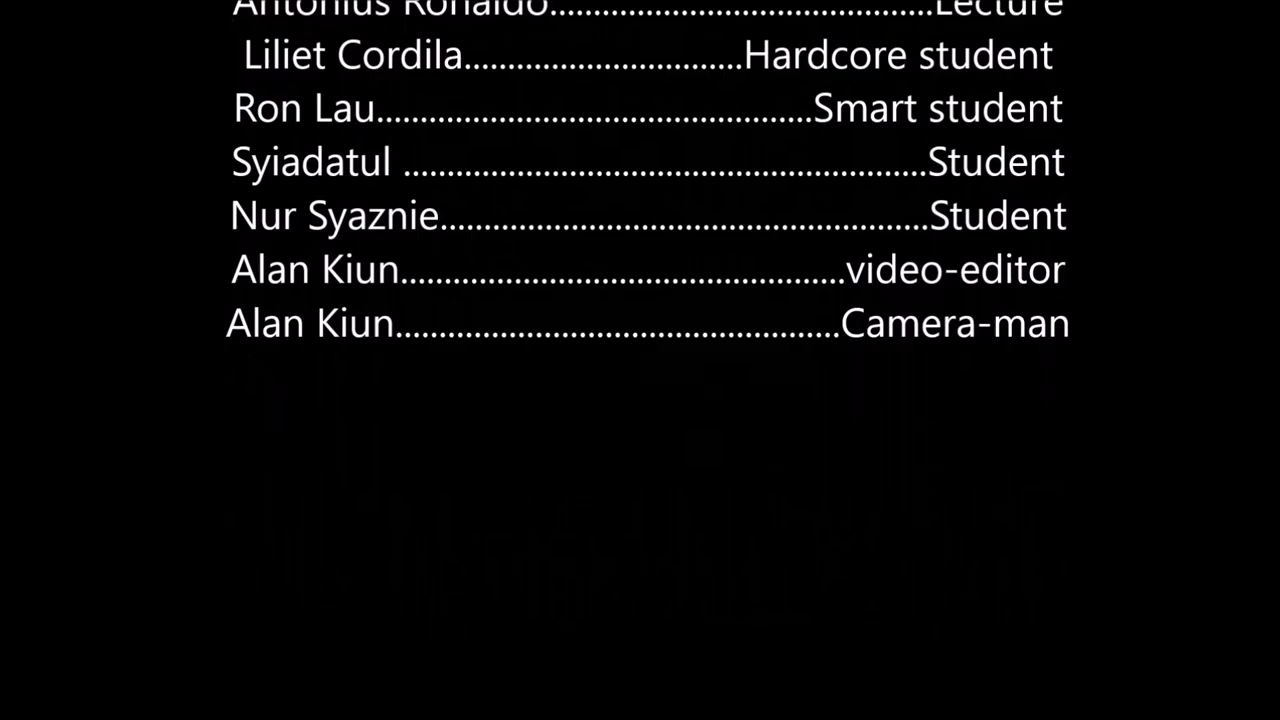 Antonius Ronaldo............................................Lecture
Liliet Cordila................................Hardcore student
Ron Lau..................................................Smart student
Syiadatul ............................................................Student
Nur Syaznie........................................................Student
Alan Kiun...................................................video-editor
Alan Kiun...................................................Camera-man